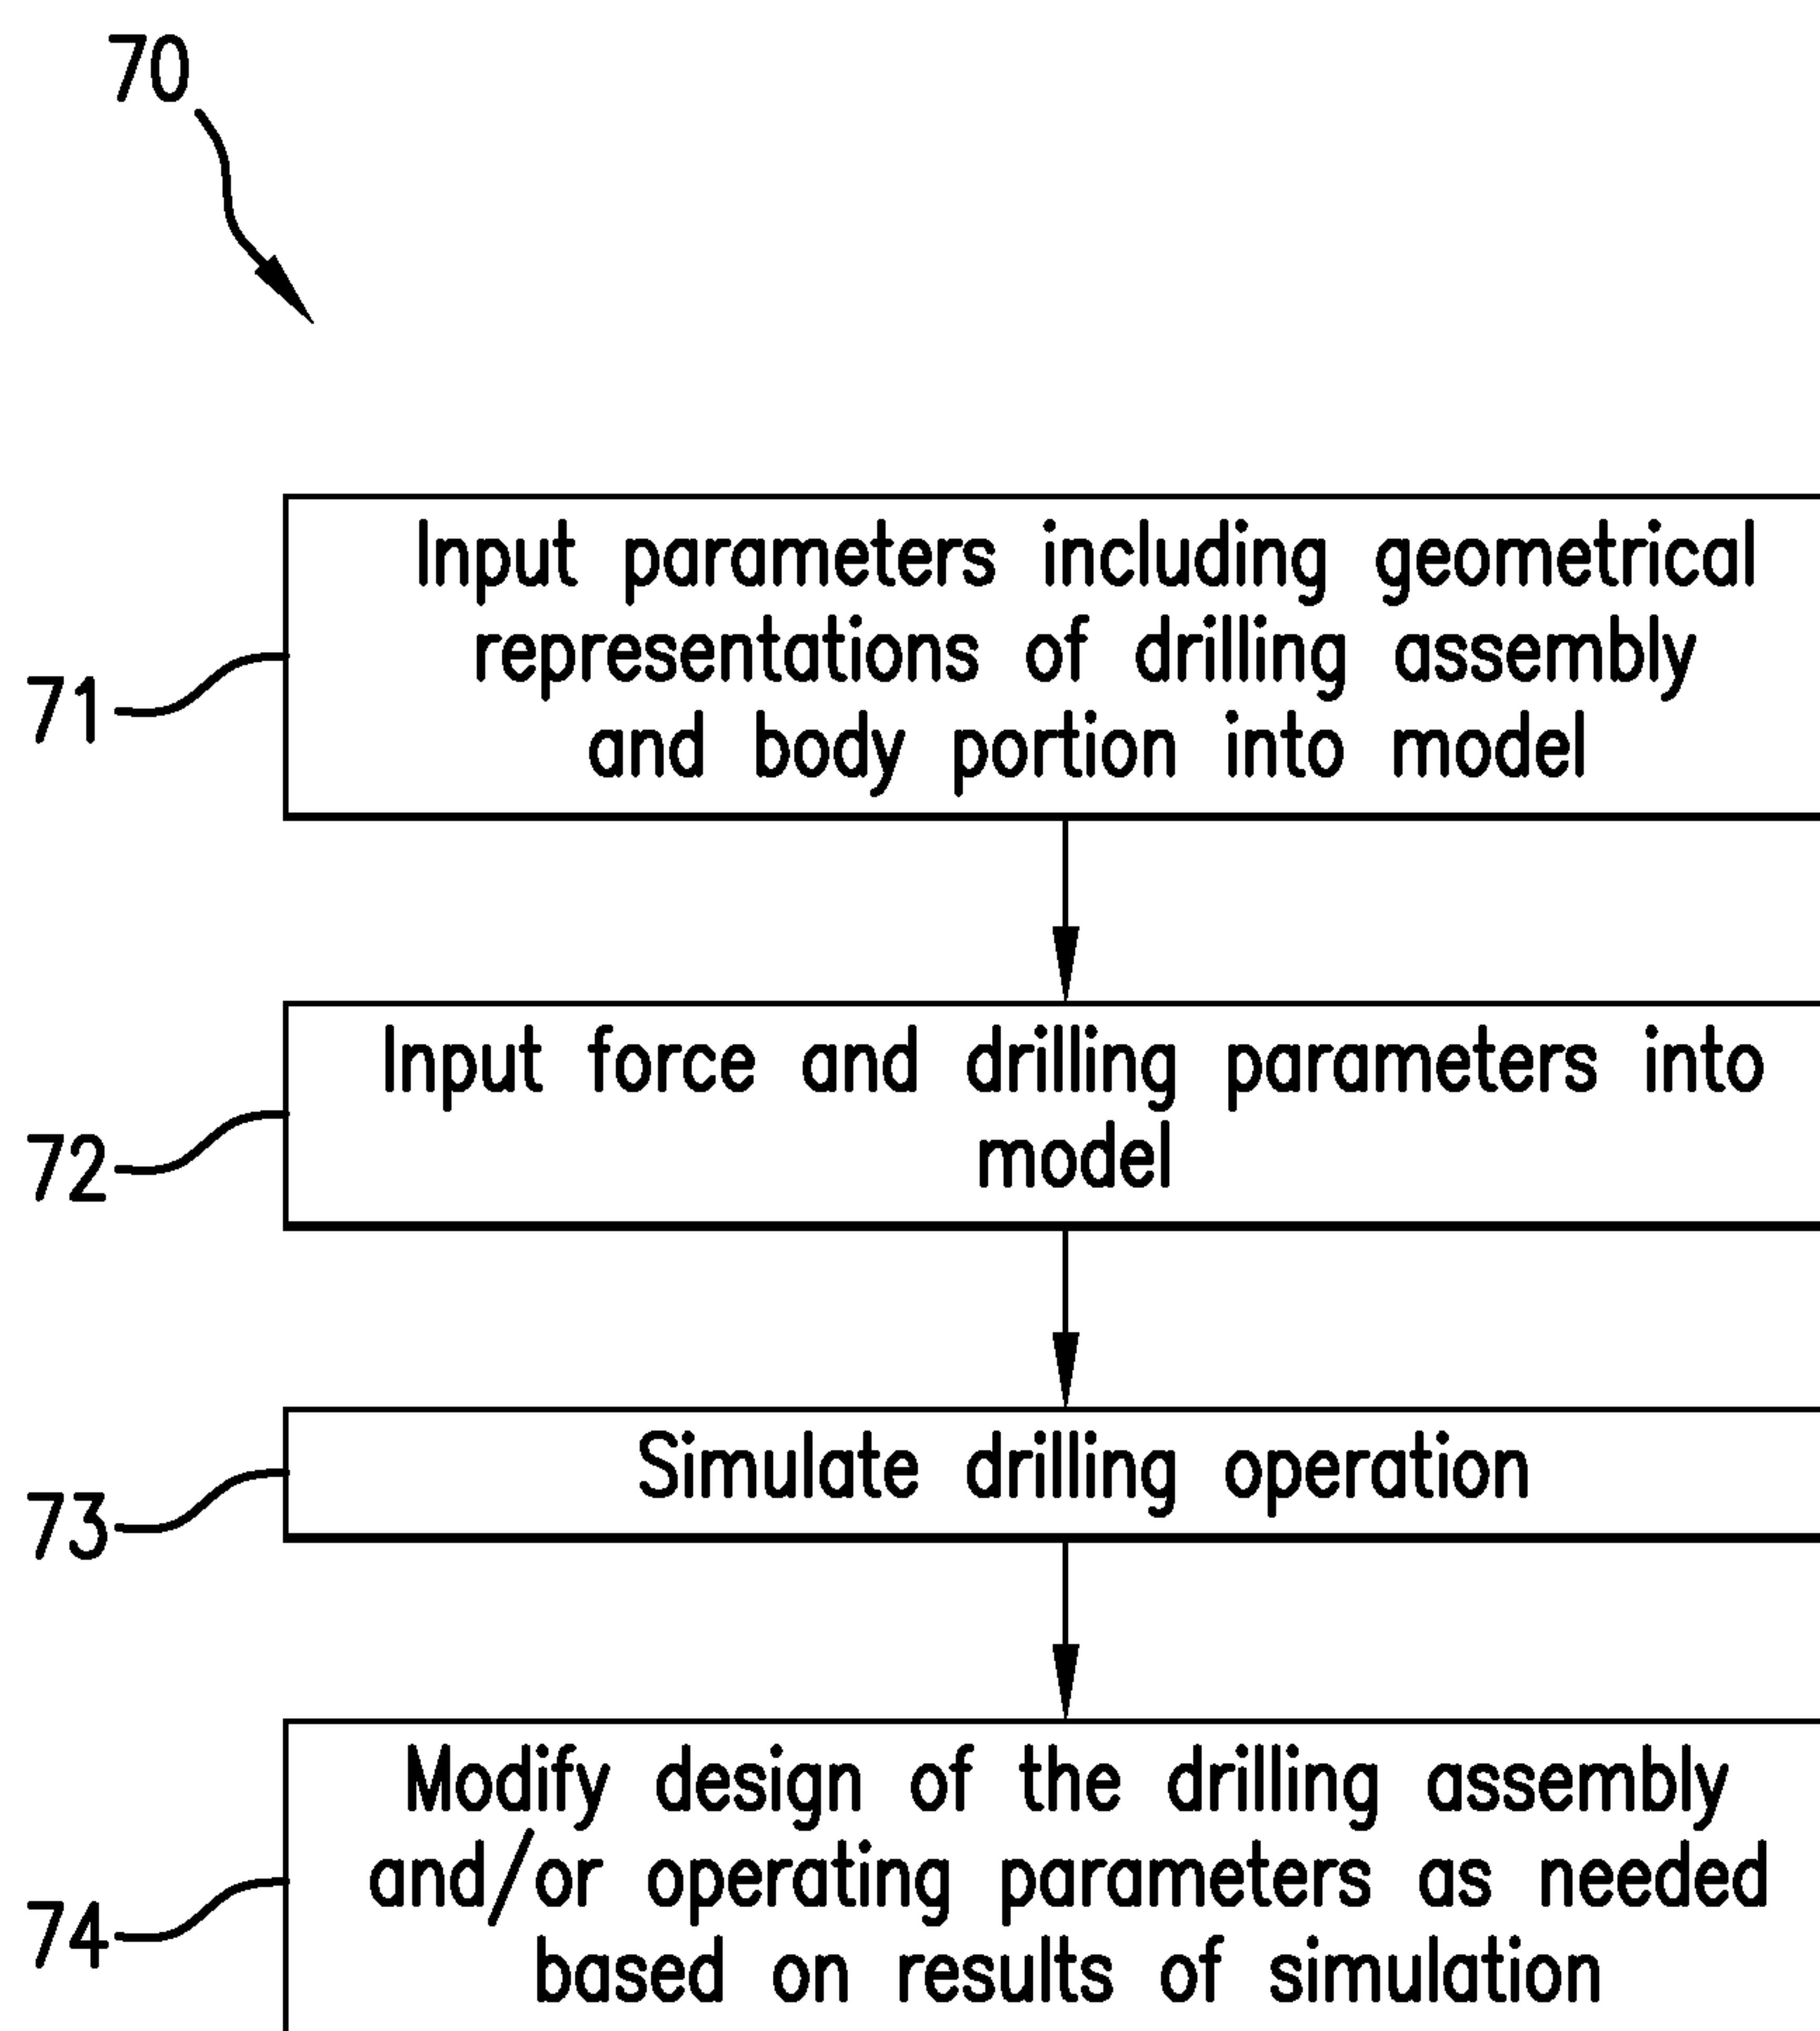 70
Input parameters including geometrical
representations of drilling assembly
and body portion into model
71
Input force and drilling parameters into
model
72
Simulate drilling operation
73
Modify design of the drilling assembly
and/or operating parameters as needed
based on results of simulation
74